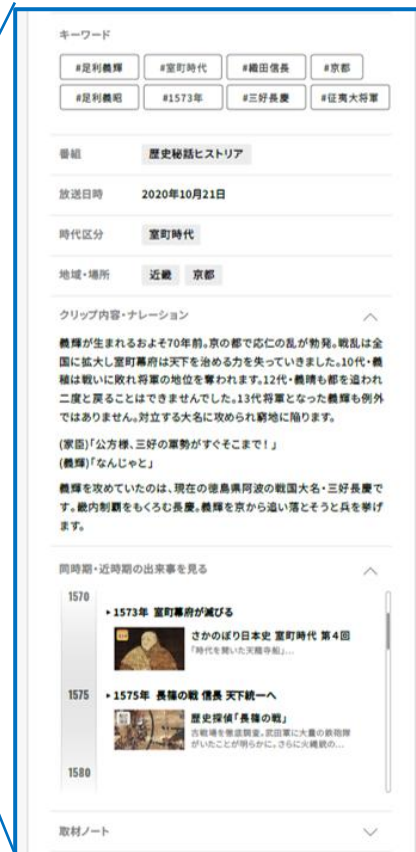 キーワード
#足利義輝 #室町時代 #織田信長 #京都
#足利義昭 #1573年 #三好長慶 #征夷大将軍
番組 歴史秘話ヒストリア
放送日時 2020年10月21日
時代区分 室町時代
地域・場所 近畿 京都
クリップ内容・ナレーション
義輝が生まれるおよそ70年前。京の都で応仁の乱が勃発。戦乱は全
国に拡大し室町幕府は天下を治める力を失っていきました。10代・義
稙は戦いに敗れ将軍の地位を奪われます。12代・義晴も都を追われ
二度と戻ることはできませんでした。13代将軍となった義輝も例外
ではありません。対立する大名に攻められ窮地に陥ります。
(家臣)「公方様、三好の軍勢がすぐそこまで！」
(義輝)「なんじゃと」
義輝を攻めていたのは、現在の徳島県阿波の戦国大名・三好長慶で
す。畿内制覇をもくろむ長慶。義輝を京から追い落とそうと兵を挙げ
ます。
同時期・近時期の出来事を見る
1570
1573年 室町幕府が滅びる
さかのぼり日本史 室町時代 第4回
「時代を開いた天龍寺船」...
1575
1575年 長篠の戦 信長 天下統一へ
歴史探偵「長篠の戦」
古戦場を徹底調査。武田軍に大量の鉄砲隊
がいたことが明らかに。さらに火縄銃の...
1580
取材ノート